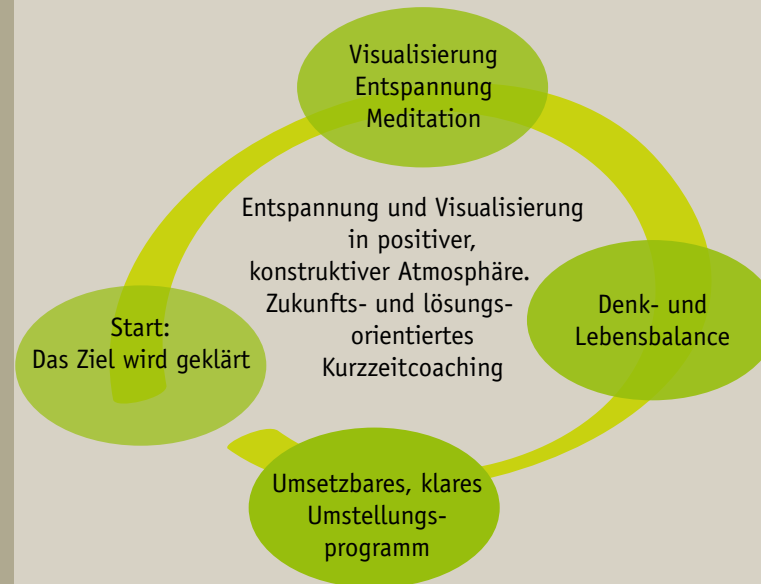 Visualisierung
Entspannung
Meditation
Entspannung und Visualisierung
in positiver,
konstruktiver Atmosphäre.
Zukunfts- und lösungs-
orientiertes
Kurzzeitcoaching
Denk- und
Lebensbalance
Start:
Das Ziel wird geklärt
Umsetzbares, klares
Umstellungs-
programm